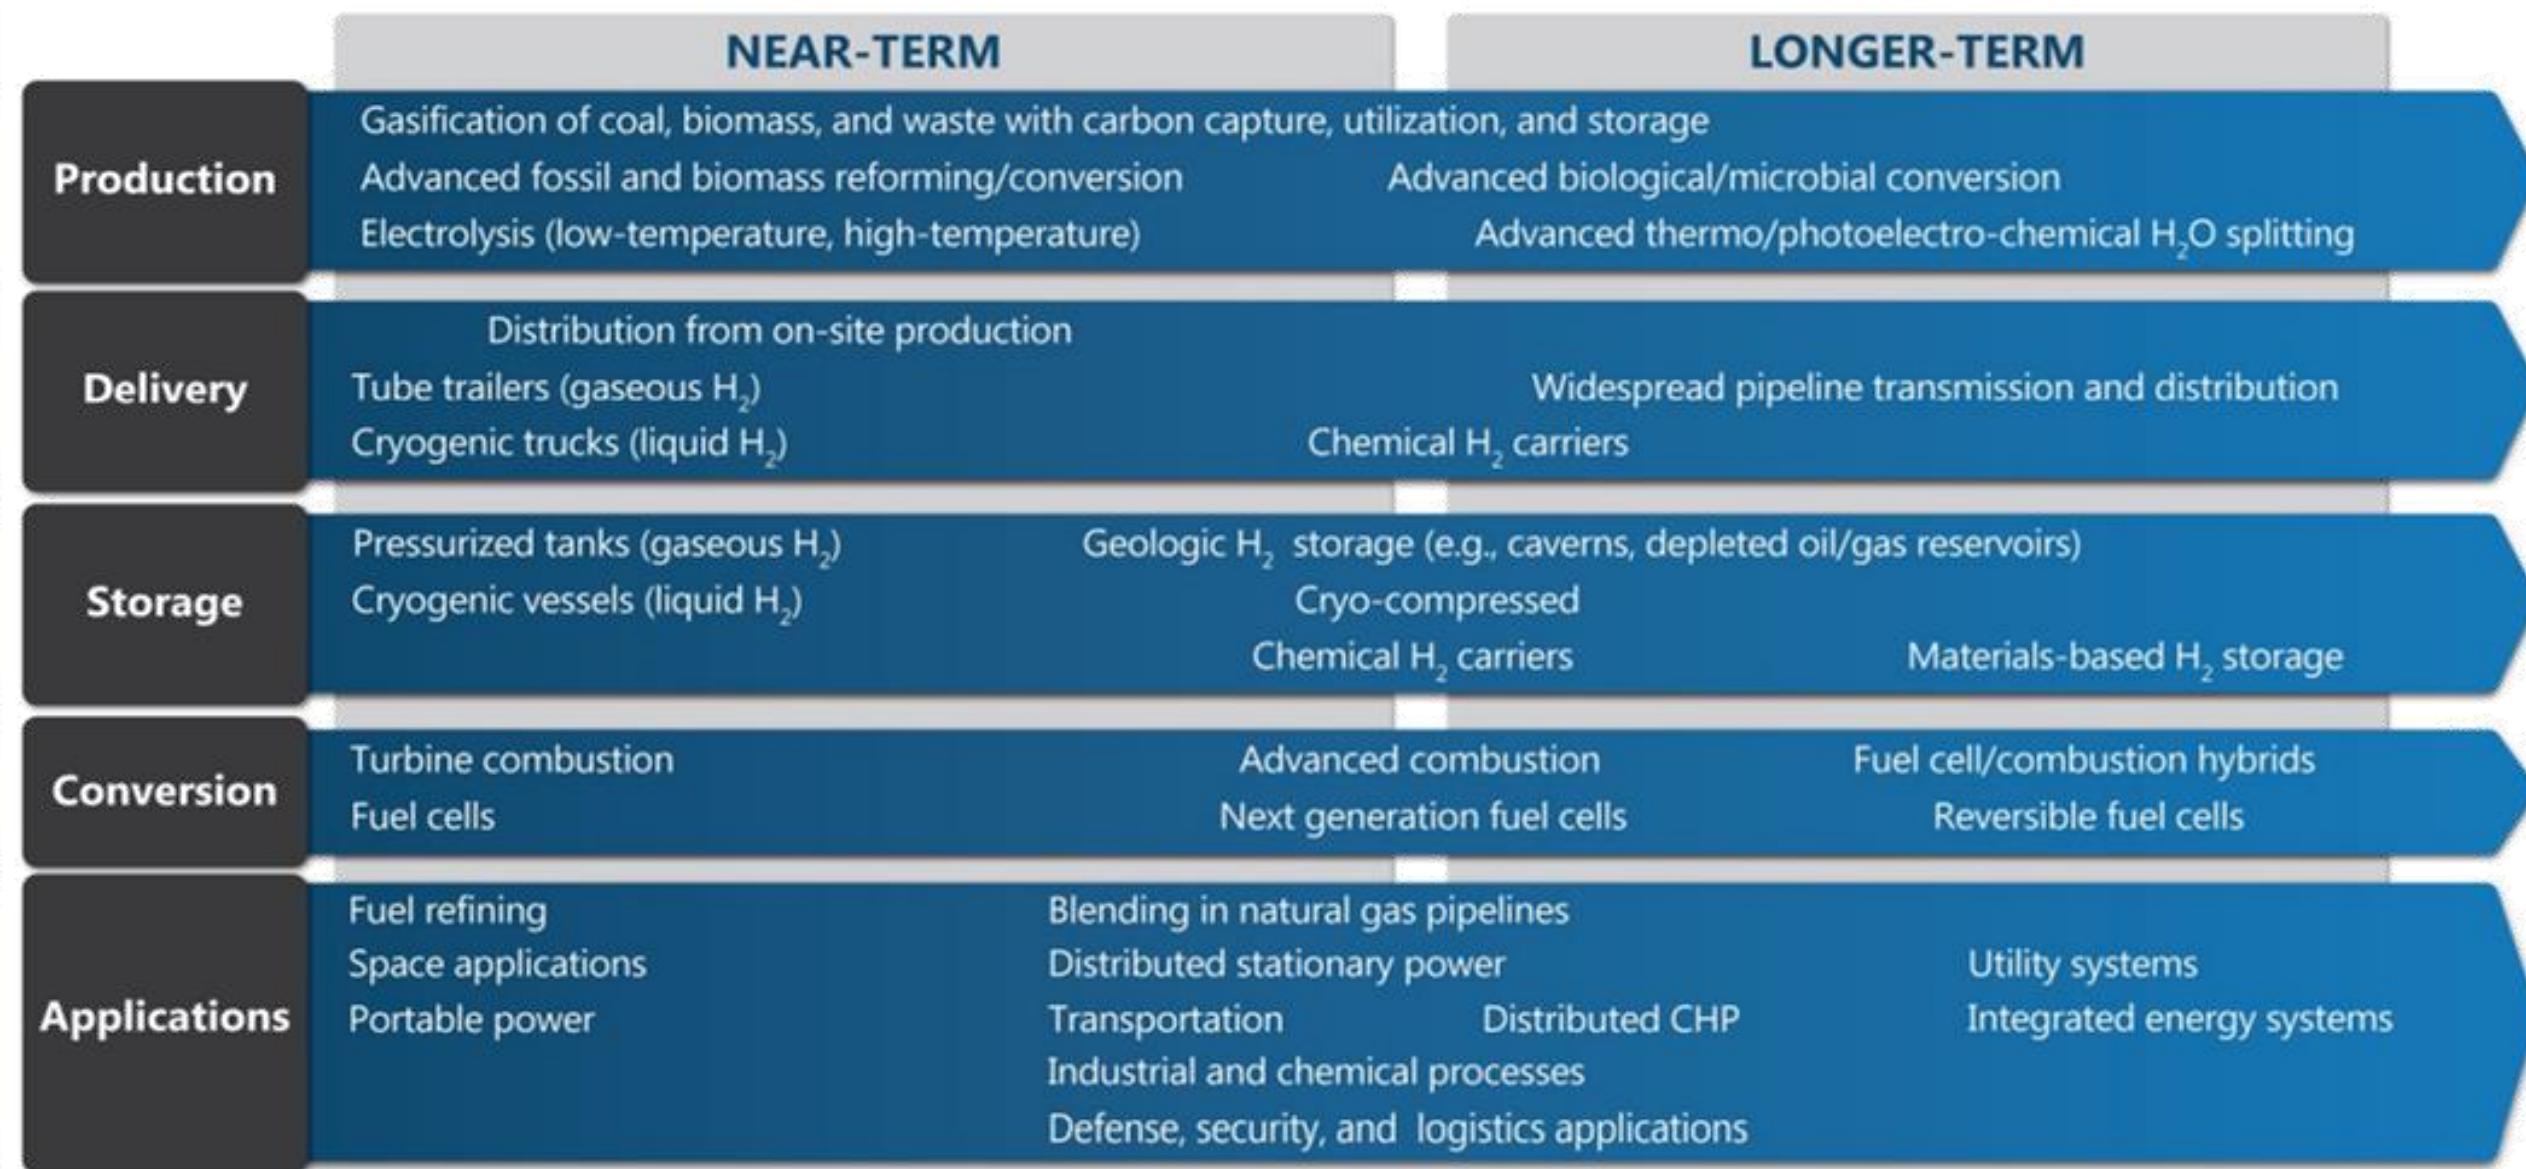 NEAR-TERM
LONGER-TERM
Production
Gasification of coal, biomass, and waste with carbon capture, utilization, and storage
Advanced fossil and biomass reforming/conversion
Advanced biological/microbial conversion
Electrolysis (low-temperature, high-temperature)
Advanced thermo/photoelectro-chemical H₂O splitting
Delivery
Distribution from on-site production
Tube trailers (gaseous H₂)
Widespread pipeline transmission and distribution
Cryogenic trucks (liquid H₂)
Chemical H₂ carriers
Storage
Pressurized tanks (gaseous H₂)
Geologic H₂ storage (e.g., caverns, depleted oil/gas reservoirs)
Cryogenic vessels (liquid H₂)
Cryo-compressed
Chemical H₂ carriers
Materials-based H₂ storage
Conversion
Turbine combustion
Advanced combustion
Fuel cell/combustion hybrids
Fuel cells
Next generation fuel cells
Reversible fuel cells
Applications
Fuel refining
Blending in natural gas pipelines
Space applications
Distributed stationary power
Utility systems
Portable power
Transportation
Distributed CHP
Integrated energy systems
Industrial and chemical processes
Defense, security, and logistics applications